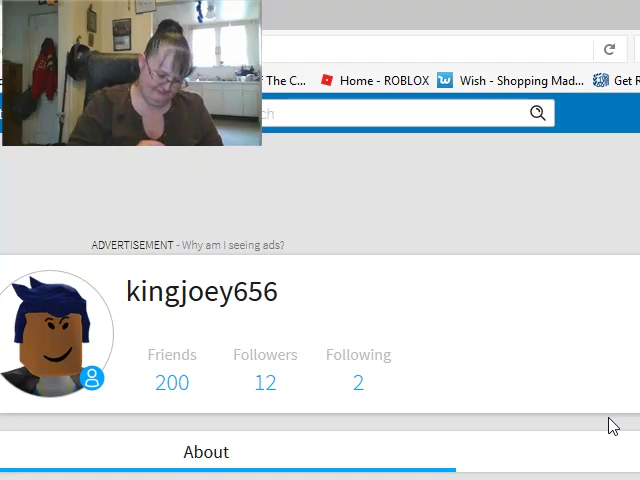 f The C...
Home - ROBLOX
Wish - Shopping Mad...
Get R
ch
ADVERTISEMENT - Why am I seeing ads?
kingjoey656
Friends
Followers
Following
200
12
2
About